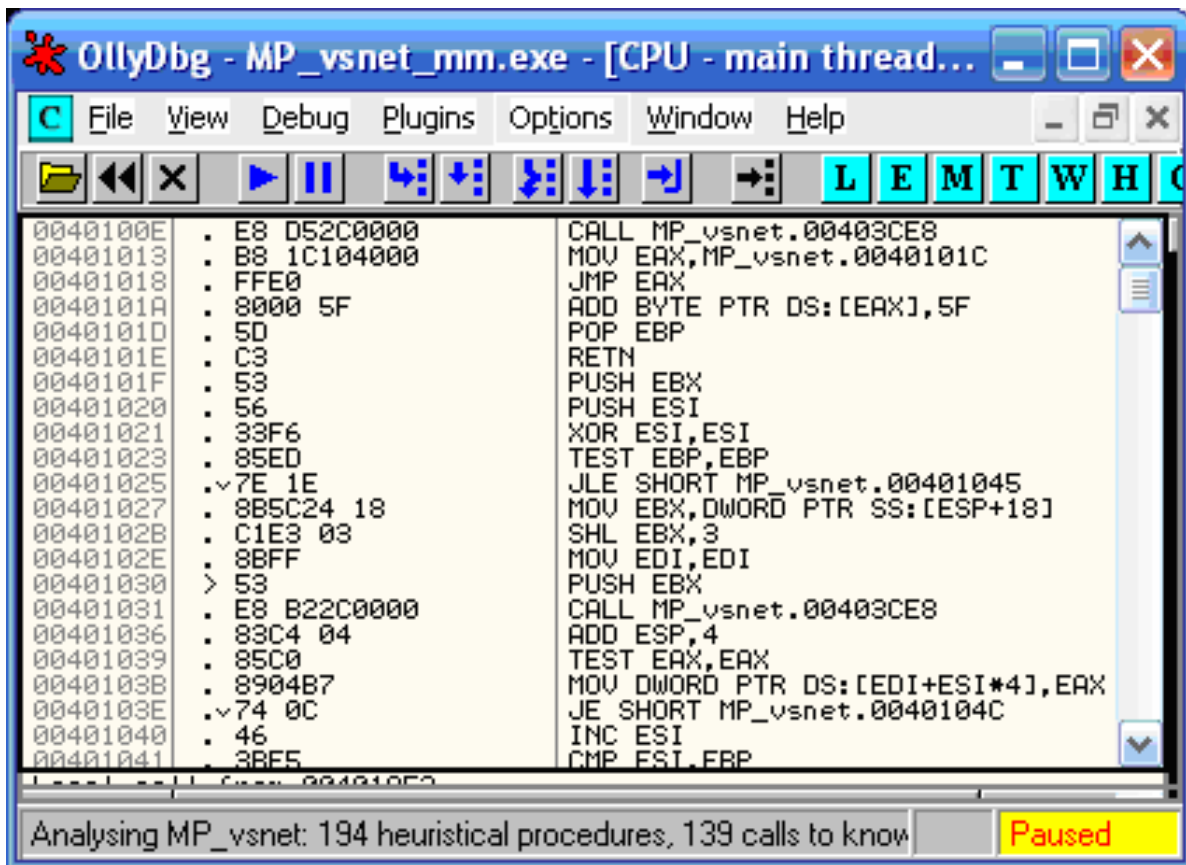 OllyDbg - MP_vsnet_mm.exe - [CPU - main thread...
C File View Debug Plugins Options Window Help
L E M T W H
0040100E . E8 D52C0000 CALL MP_vsnet.00403CE8
00401013 . B8 1C104000 MOV EAX,MP_vsnet.0040101C
00401018 . FFE0 JMP EAX
0040101A . 8000 5F ADD BYTE PTR DS:[EAX],5F
0040101D . 5D POP EBP
0040101E . C3 RETN
0040101F . 53 PUSH EBX
00401020 . 56 PUSH ESI
00401021 . 33F6 XOR ESI,ESI
00401023 . 85ED TEST EBP,EBP
00401025 .v 7E 1E JLE SHORT MP_vsnet.00401045
00401027 . 8B5C24 18 MOV EBX,DWORD PTR SS:[ESP+18]
0040102B . C1E3 03 SHL EBX,3
0040102E . 8BFF MOV EDI,EDI
00401030 > 53 PUSH EBX
00401031 . E8 B22C0000 CALL MP_vsnet.00403CE8
00401036 . 83C4 04 ADD ESP,4
00401039 . 85C0 TEST EAX,EAX
0040103B . 8904B7 MOV DWORD PTR DS:[EDI+ESI*4],EAX
0040103E .v 74 0C JE SHORT MP_vsnet.0040104C
00401040 . 46 INC ESI
00401041 . 3BF5 CMP ESI,EBP
Analysing MP_vsnet: 194 heuristical procedures, 139 calls to know
Paused